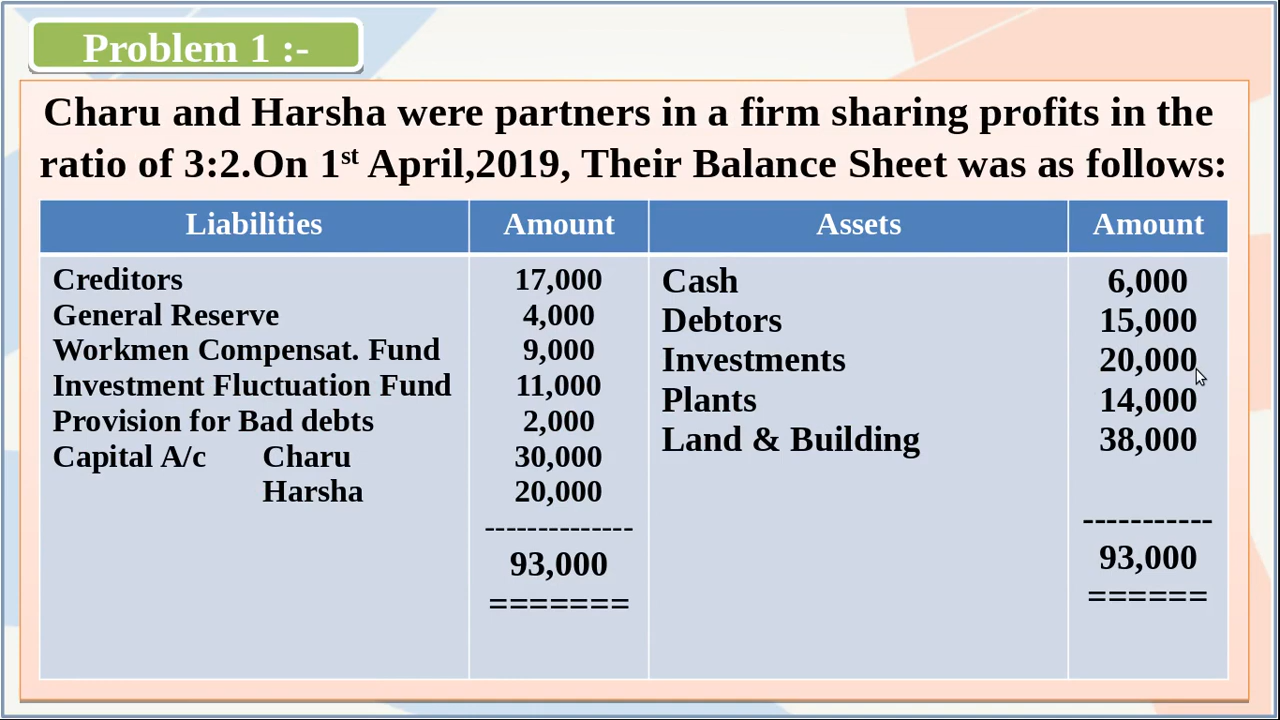 Problem 1 :-
Charu and Harsha were partners in a firm sharing profits in the
ratio of 3:2.On 1st April,2019, Their Balance Sheet was as follows:
Liabilities Amount Assets Amount
Creditors 17,000
General Reserve 4,000
Workmen Compensat. Fund 9,000
Investment Fluctuation Fund 11,000
Provision for Bad debts 2,000
Capital A/c Charu 30,000
Harsha 20,000
--------------
93,000
=======
Cash 6,000
Debtors 15,000
Investments 20,000
Plants 14,000
Land & Building 38,000
-----------
93,000
======